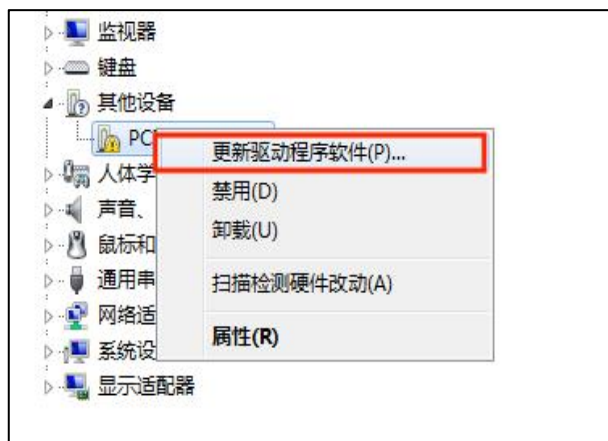 监视器
键盘
其他设备
PCI
更新驱动程序软件(P)...
人体学
禁用(D)
声音、
卸载(U)
鼠标和
通用串
扫描检测硬件改动(A)
网络适
属性(R)
系统设
显示适配器